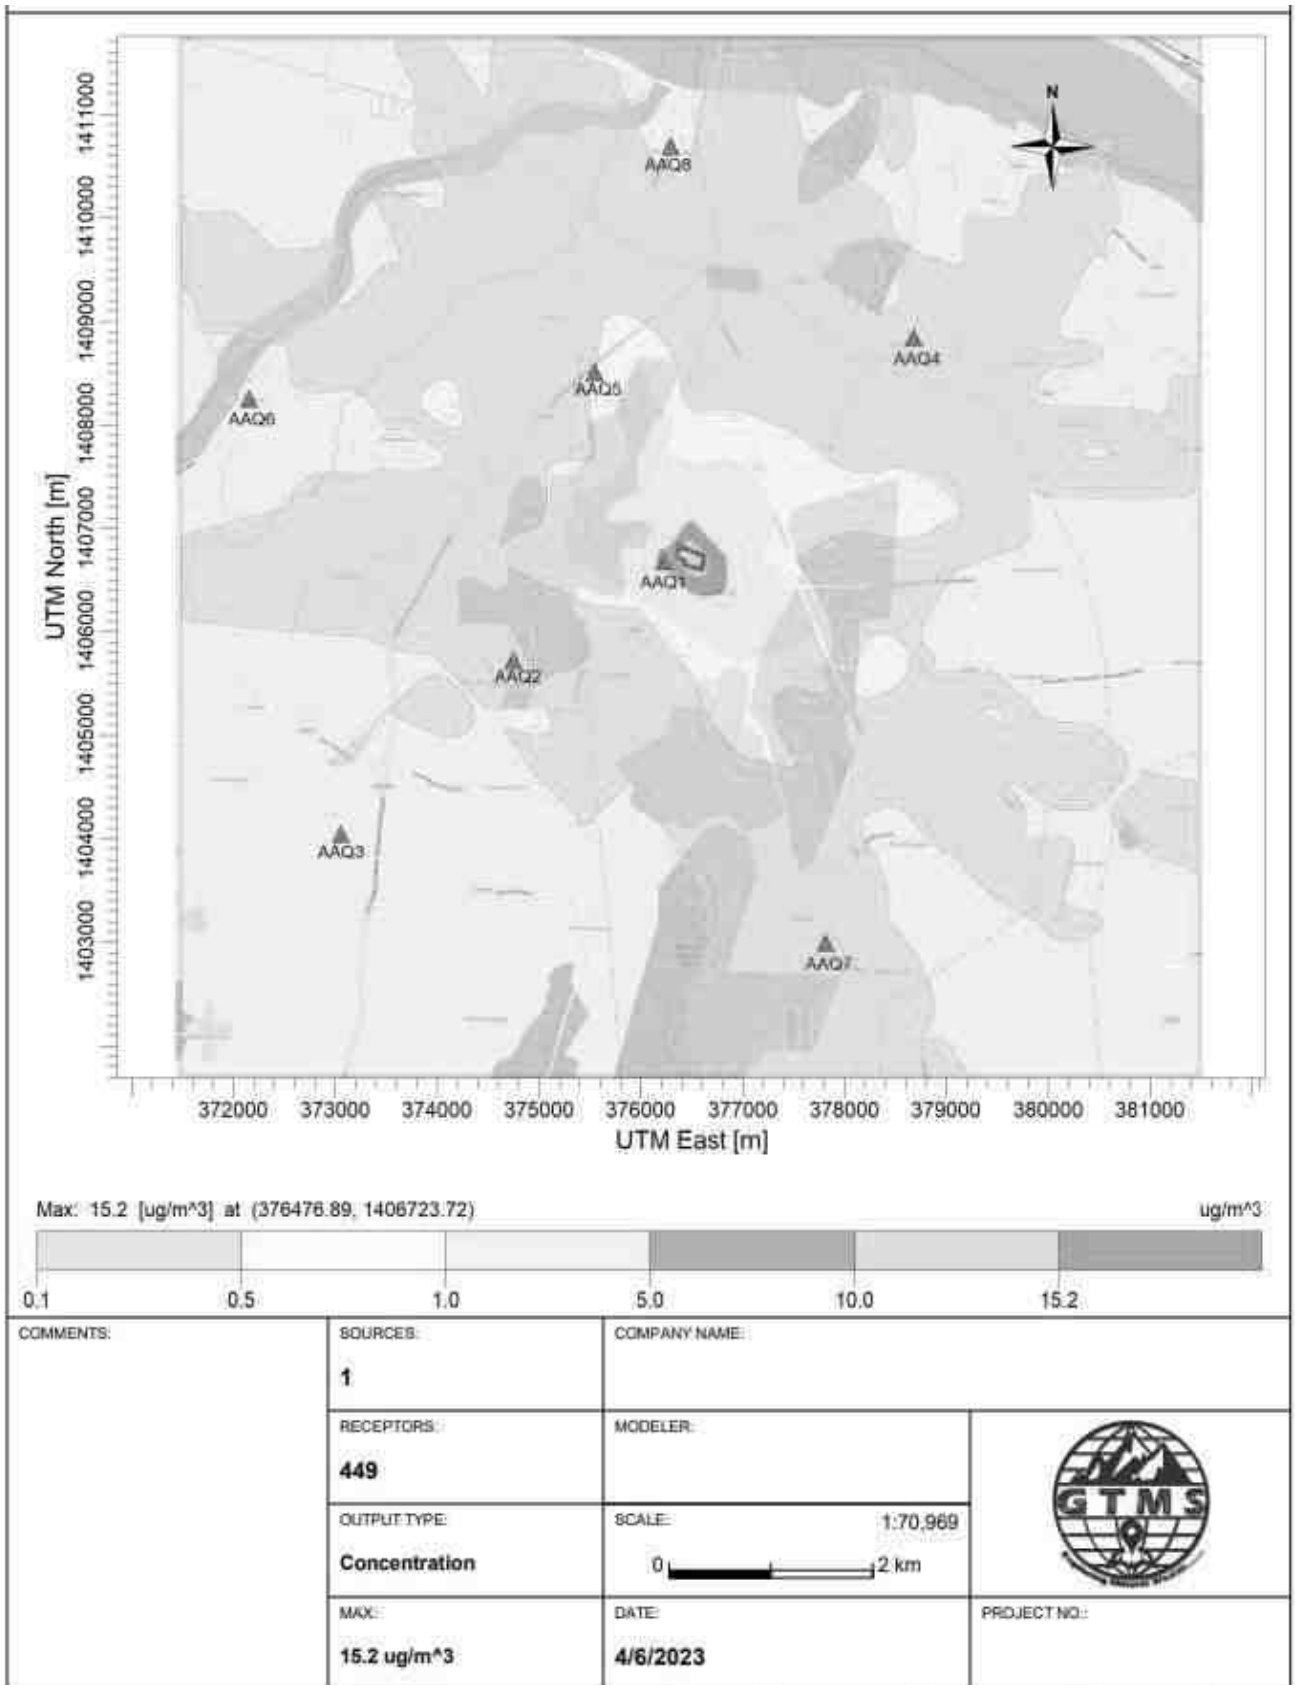 N
1411000
1410000
1409000
1408000
1407000
1406000
1405000
1404000
1403000
UTM North [m]
AAQ8
AAQ4
AAQ5
AAQ6
AAQ1
AAQ2
AAQ3
AAQ7
372000 373000 374000 375000 376000 377000 378000 379000 380000 381000
UTM East [m]
Max: 15.2 [ug/m^3] at (376476.89, 1406723.72) ug/m^3
0.1 0.5 1.0 5.0 10.0 15.2
COMMENTS:
SOURCES:
1
COMPANY NAME:
RECEPTORS:
449
MODELER:
OUTPUT TYPE:
Concentration
SCALE: 1:70,969
0 2 km
GTMS
MAX:
15.2 ug/m^3
DATE:
4/6/2023
PROJECT NO.: